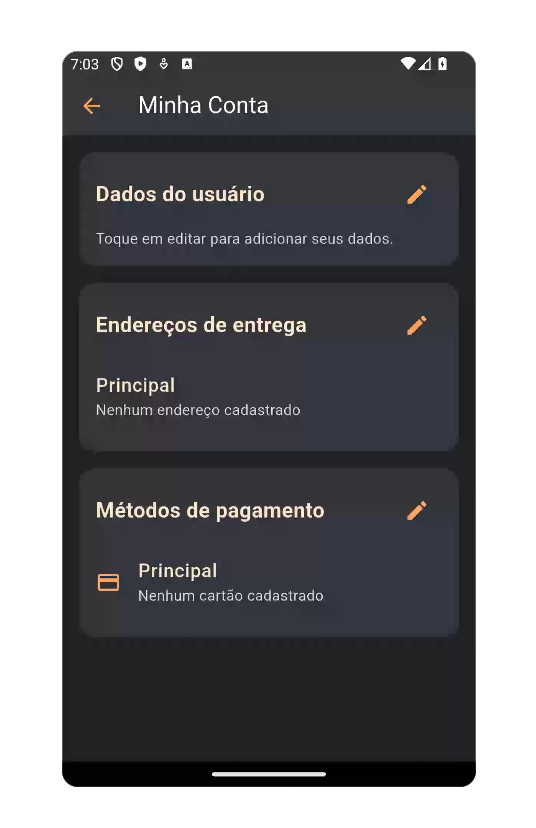 7:03
Minha Conta
Dados do usuário
Toque em editar para adicionar seus dados.
Endereços de entrega
Principal
Nenhum endereço cadastrado
Métodos de pagamento
Principal
Nenhum cartão cadastrado